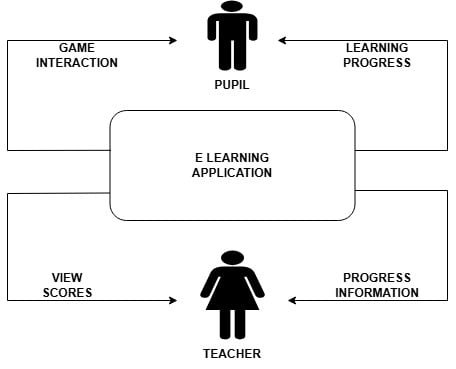 GAME
INTERACTION
LEARNING
PROGRESS
PUPIL
E LEARNING
APPLICATION
VIEW
SCORES
PROGRESS
INFORMATION
TEACHER